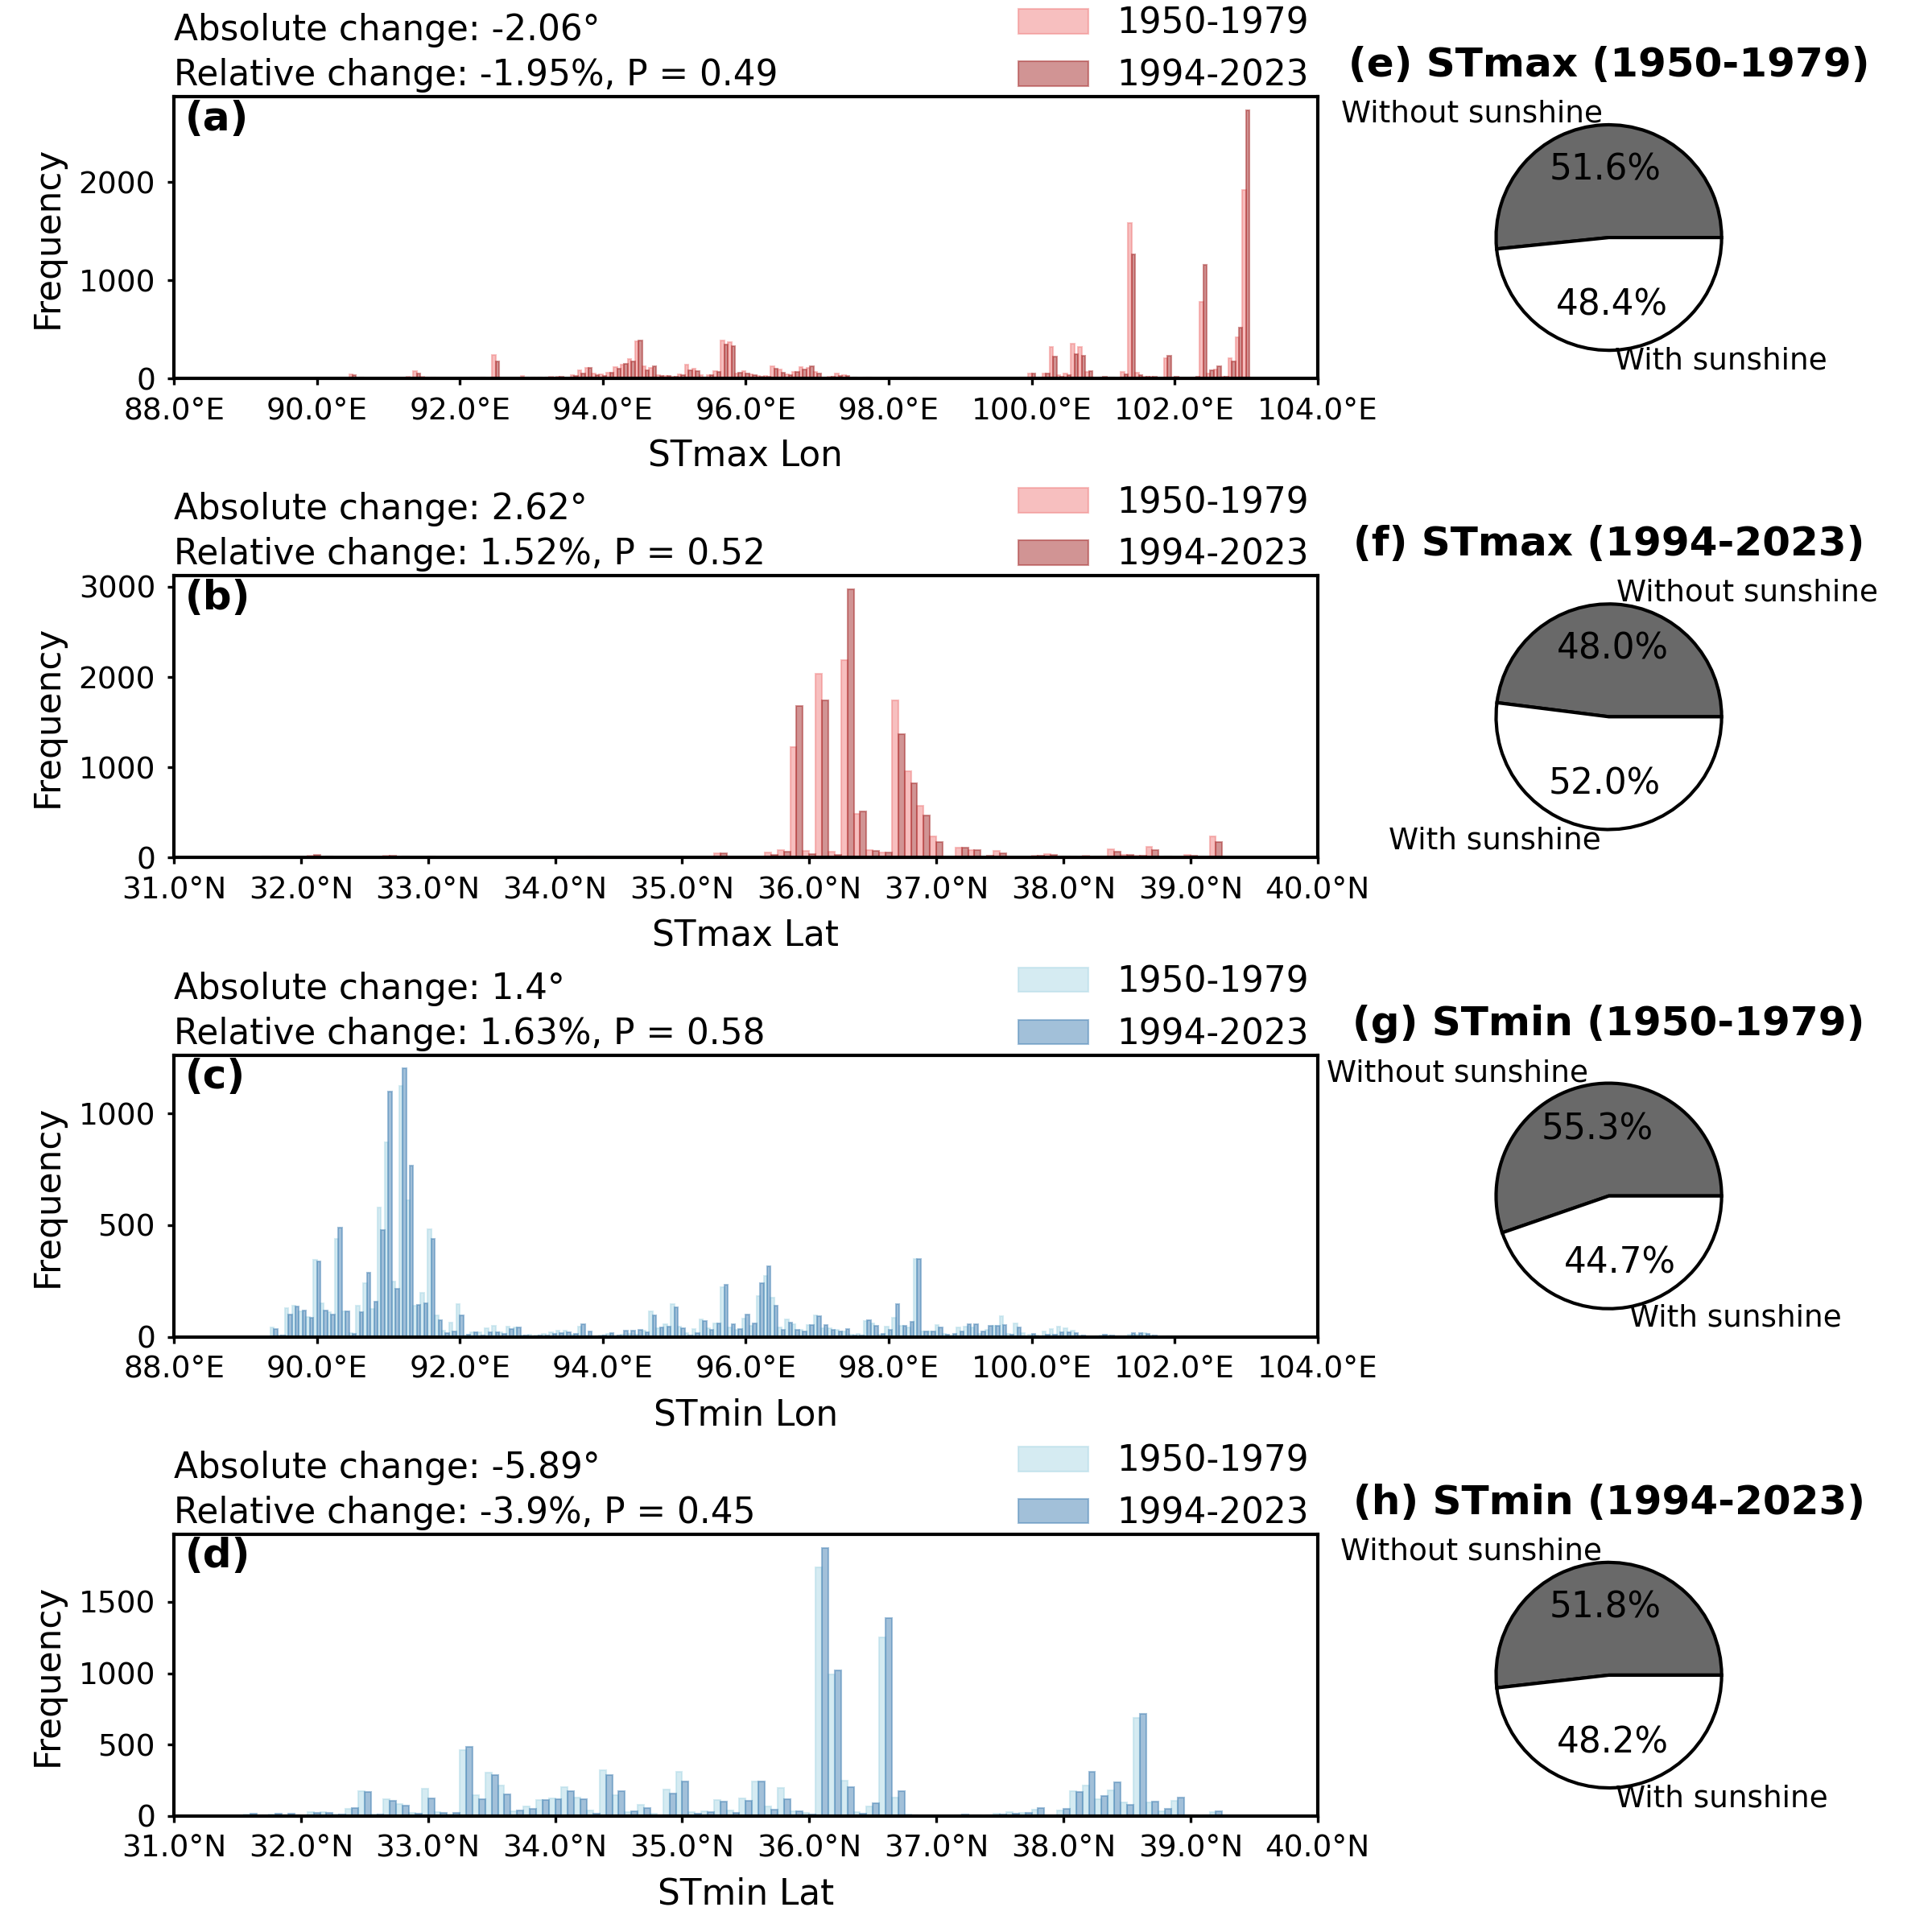 Absolute change: -2.06°
Relative change: -1.95%, P = 0.49
1950-1979
1994-2023
(a)
Frequency
2000
1000
0
88.0°E 90.0°E 92.0°E 94.0°E 96.0°E 98.0°E 100.0°E 102.0°E 104.0°E
STmax Lon
(e) STmax (1950-1979)
Without sunshine
51.6%
48.4%
With sunshine
Absolute change: 2.62°
Relative change: 1.52%, P = 0.52
1950-1979
1994-2023
(b)
Frequency
3000
2000
1000
0
31.0°N 32.0°N 33.0°N 34.0°N 35.0°N 36.0°N 37.0°N 38.0°N 39.0°N 40.0°N
STmax Lat
(f) STmax (1994-2023)
Without sunshine
48.0%
52.0%
With sunshine
Absolute change: 1.4°
Relative change: 1.63%, P = 0.58
1950-1979
1994-2023
(c)
Frequency
1000
500
0
88.0°E 90.0°E 92.0°E 94.0°E 96.0°E 98.0°E 100.0°E 102.0°E 104.0°E
STmin Lon
(g) STmin (1950-1979)
Without sunshine
55.3%
44.7%
With sunshine
Absolute change: -5.89°
Relative change: -3.9%, P = 0.45
1950-1979
1994-2023
(d)
Frequency
1500
1000
500
0
31.0°N 32.0°N 33.0°N 34.0°N 35.0°N 36.0°N 37.0°N 38.0°N 39.0°N 40.0°N
STmin Lat
(h) STmin (1994-2023)
Without sunshine
51.8%
48.2%
With sunshine